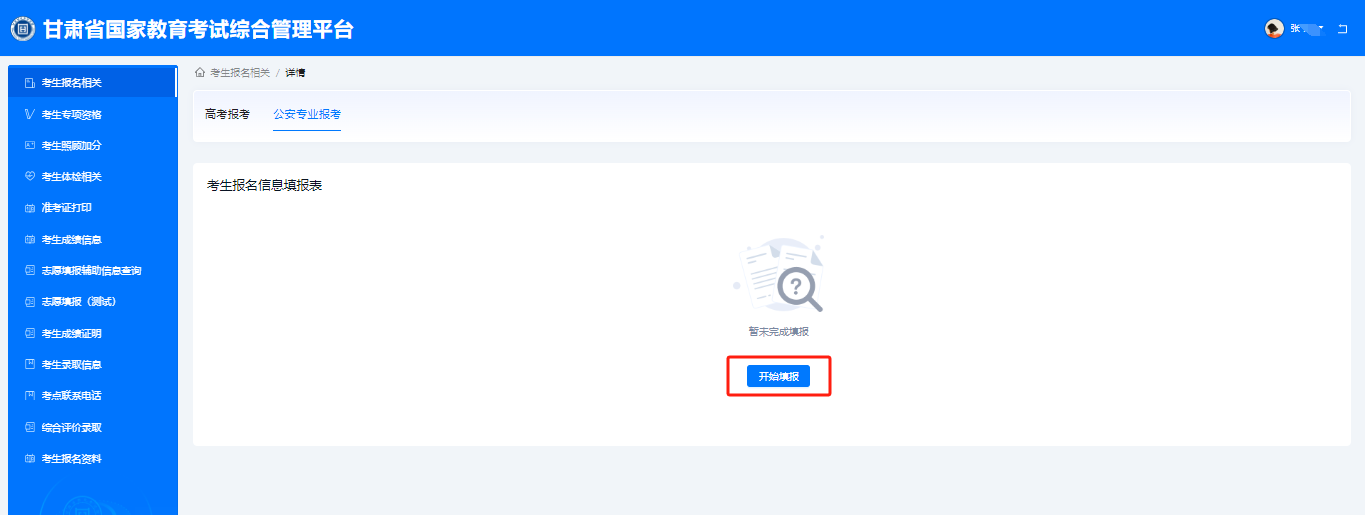 甘肃省国家教育考试综合管理平台
张
考生报名相关
考生专项资格
考生照顾加分
考生体检相关
准考证打印
考生成绩信息
志愿填报辅助信息查询
志愿填报（测试）
考生成绩证明
考生录取信息
考点联系电话
综合评价录取
考生报名资料
考生报名相关 / 详情
高考报考 公安专业报考
考生报名信息填报表
?
暂未完成填报
开始填报